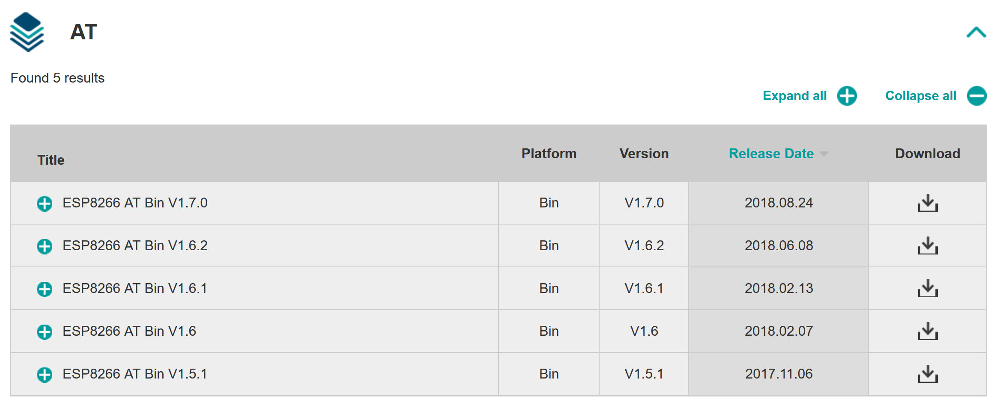 AT
Found 5 results
Expand all Collapse all
Title Platform Version Release Date Download
ESP8266 AT Bin V1.7.0 Bin V1.7.0 2018.08.24
ESP8266 AT Bin V1.6.2 Bin V1.6.2 2018.06.08
ESP8266 AT Bin V1.6.1 Bin V1.6.1 2018.02.13
ESP8266 AT Bin V1.6 Bin V1.6 2018.02.07
ESP8266 AT Bin V1.5.1 Bin V1.5.1 2017.11.06